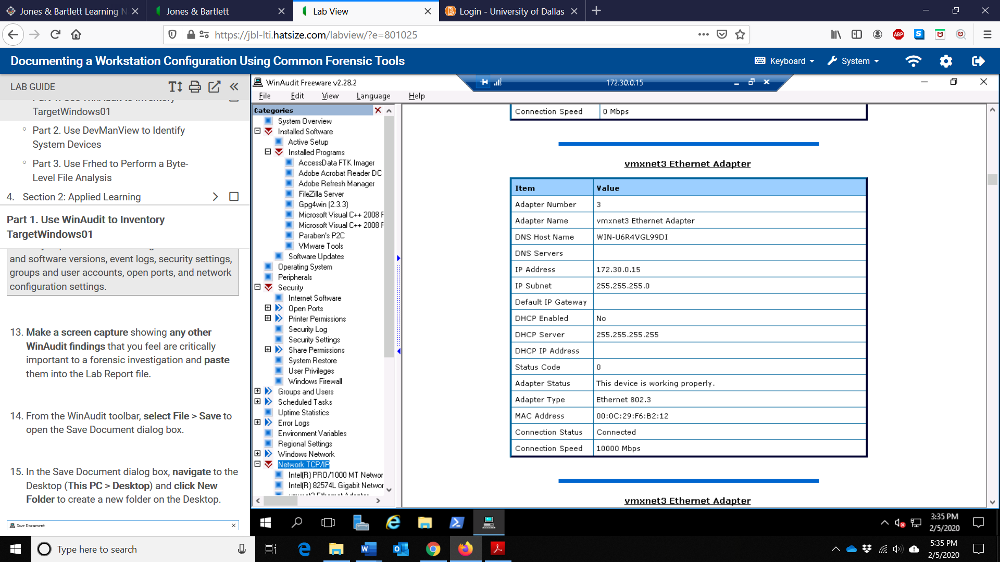 Jones & Bartlett Learning N
Jones & Bartlett
Lab View
Login - University of Dallas
https://jbl-lti.hatsize.com/labview/?e=801025
ABP
S
Documenting a Workstation Configuration Using Common Forensic Tools
Keyboard
System
LAB GUIDE
Part 1. Use WinAudit to Inventory
TargetWindows01
Part 2. Use DevManView to Identify
System Devices
Part 3. Use Frhed to Perform a Byte-
Level File Analysis
4. Section 2: Applied Learning
Part 1. Use WinAudit to Inventory
TargetWindows01
and software versions, event logs, security settings,
groups and user accounts, open ports, and network
configuration settings.
13. Make a screen capture showing any other
WinAudit findings that you feel are critically
important to a forensic investigation and paste
them into the Lab Report file.
14. From the WinAudit toolbar, select File > Save to
open the Save Document dialog box.
15. In the Save Document dialog box, navigate to the
Desktop (This PC > Desktop) and click New
Folder to create a new folder on the Desktop.
Save Document
WinAudit Freeware v2.28.2
172.30.0.15
File Edit View Language Help
Categories
System Overview
Installed Software
Active Setup
Installed Programs
AccessData FTK Imager
Adobe Acrobat Reader DC
Adobe Refresh Manager
FileZilla Server
Gpg4win (2.3.3)
Microsoft Visual C++ 2008 F
Microsoft Visual C++ 2008 F
Paraben's P2C
VMware Tools
Software Updates
Operating System
Peripherals
Security
Internet Software
Open Ports
Printer Permissions
Security Log
Security Settings
Share Permissions
System Restore
User Privileges
Windows Firewall
Groups and Users
Scheduled Tasks
Uptime Statistics
Error Logs
Environment Variables
Regional Settings
Windows Network
Network TCP/IP
Intel(R) PRO/1000 MT Networ
Intel(R) 82574L Gigabit Networ
vmxnet3 Ethernet Adapter
Connection Speed 0 Mbps
vmxnet3 Ethernet Adapter
Item Value
Adapter Number 3
Adapter Name vmxnet3 Ethernet Adapter
DNS Host Name WIN-U6R4VGL99DI
DNS Servers
IP Address 172.30.0.15
IP Subnet 255.255.255.0
Default IP Gateway
DHCP Enabled No
DHCP Server 255.255.255.255
DHCP IP Address
Status Code 0
Adapter Status This device is working properly.
Adapter Type Ethernet 802.3
MAC Address 00:0C:29:F6:B2:12
Connection Status Connected
Connection Speed 10000 Mbps
vmxnet3 Ethernet Adapter
3:35 PM
2/5/2020
Type here to search
5:35 PM
2/5/2020